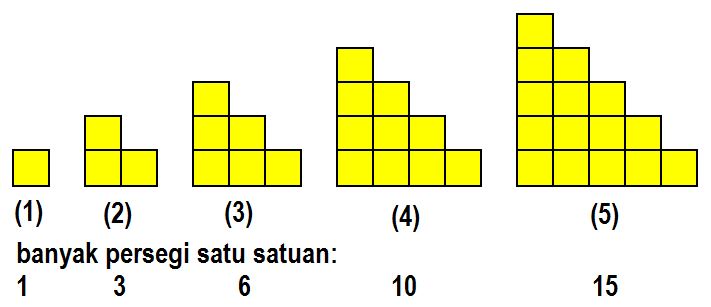 (1) (2) (3) (4) (5)
banyak persegi satu satuan:
1 3 6 10 15